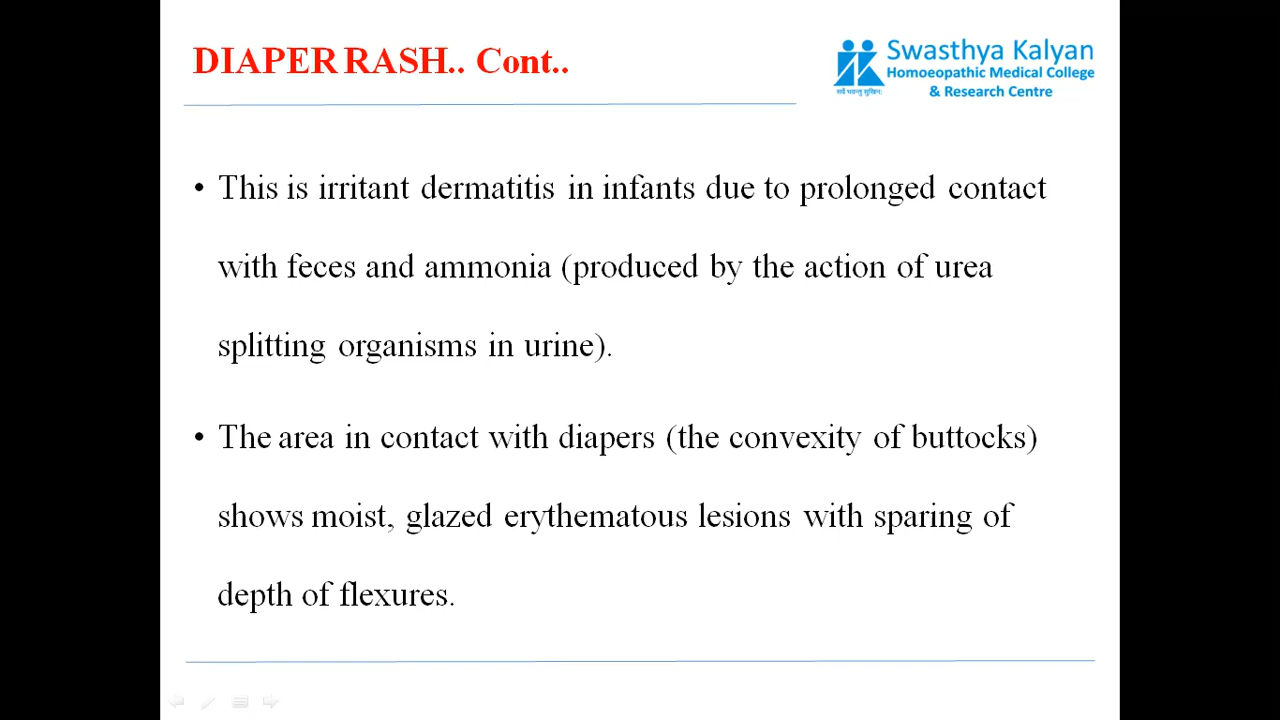 DIAPER RASH.. Cont..
Swasthya Kalyan
Homoeopathic Medical College
& Research Centre
सर्वे भवन्तु सुखिनः
• This is irritant dermatitis in infants due to prolonged contact
with feces and ammonia (produced by the action of urea
splitting organisms in urine).
• The area in contact with diapers (the convexity of buttocks)
shows moist, glazed erythematous lesions with sparing of
depth of flexures.